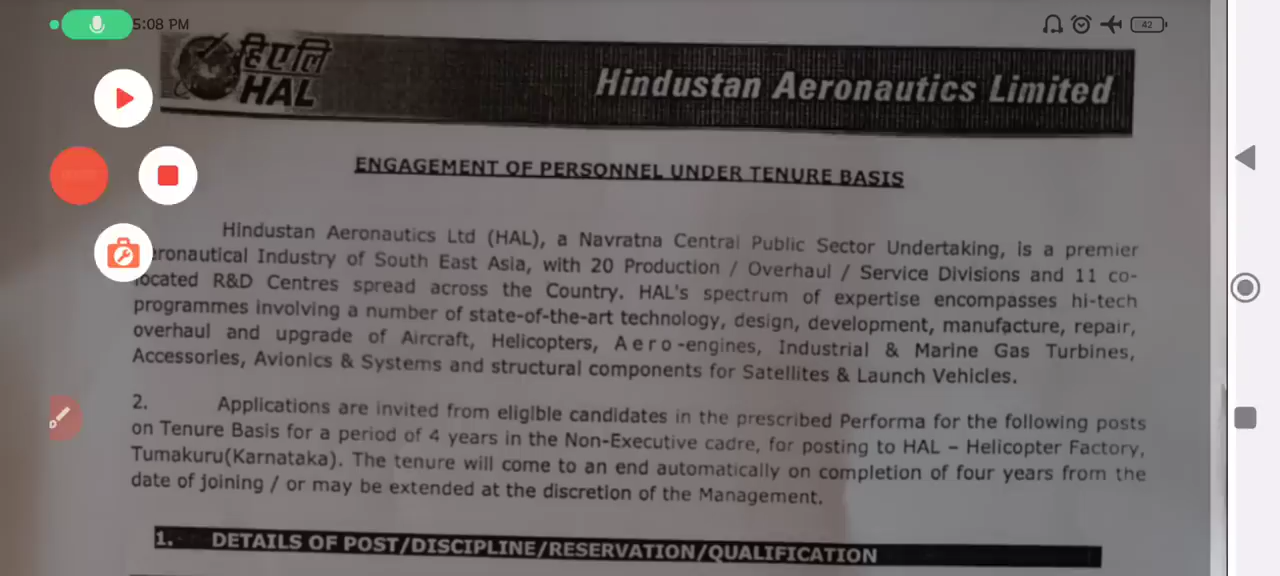 5:08 PM
42
हिएलि
HAL
Hindustan Aeronautics Limited
ENGAGEMENT OF PERSONNEL UNDER TENURE BASIS
Hindustan Aeronautics Ltd (HAL), a Navratna Central Public Sector Undertaking, is a premier
eronautical Industry of South East Asia, with 20 Production / Overhaul / Service Divisions and 11 co-
located R&D Centres spread across the Country. HAL's spectrum of expertise encompasses hi-tech
programmes involving a number of state-of-the-art technology, design, development, manufacture, repair,
overhaul and upgrade of Aircraft, Helicopters, Aero-engines, Industrial & Marine Gas Turbines,
Accessories, Avionics & Systems and structural components for Satellites & Launch Vehicles.
2. Applications are invited from eligible candidates in the prescribed Performa for the following posts
on Tenure Basis for a period of 4 years in the Non-Executive cadre, for posting to HAL – Helicopter Factory,
Tumakuru(Karnataka). The tenure will come to an end automatically on completion of four years from the
date of joining / or may be extended at the discretion of the Management.
1. DETAILS OF POST/DISCIPLINE/RESERVATION/QUALIFICATION